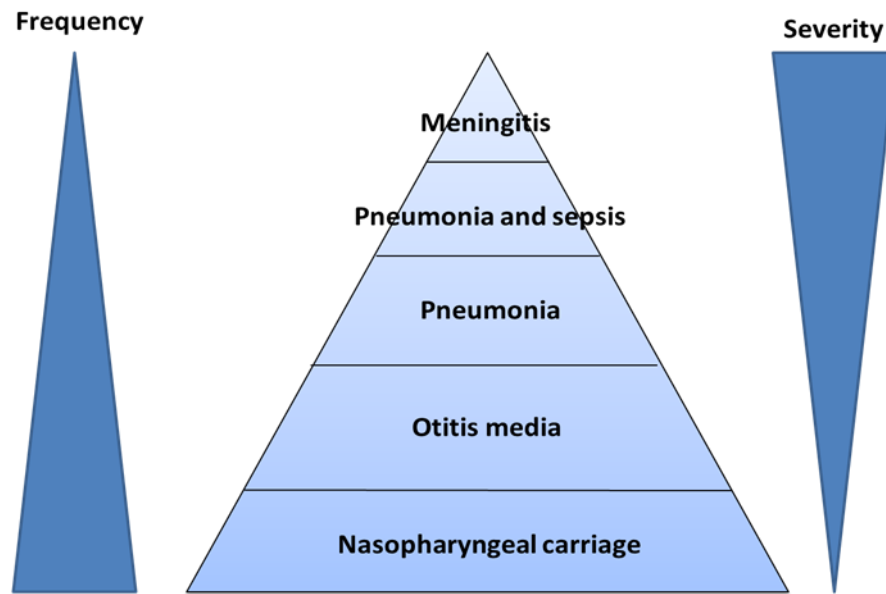 Frequency
Severity
Meningitis
Pneumonia and sepsis
Pneumonia
Otitis media
Nasopharyngeal carriage